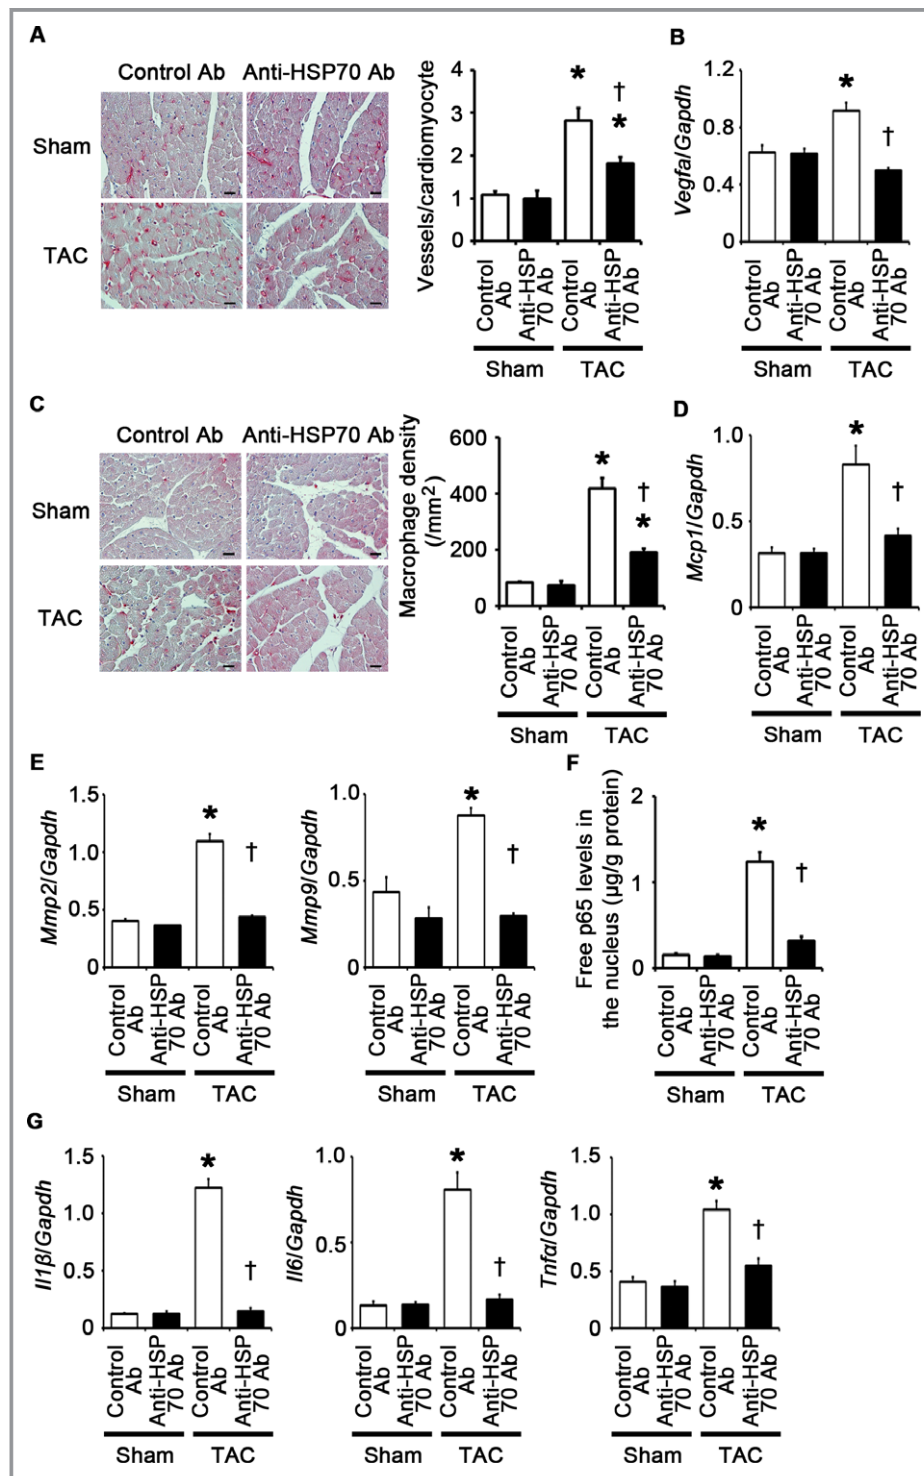 A
Control Ab Anti-HSP70 Ab
Sham
TAC
Vessels/cardiomyocyte
4
3
2
1
0
*
†
*
Control Ab
Anti-HSP 70 Ab
Control Ab
Anti-HSP 70 Ab
Sham TAC
B
Vegfa/Gapdh
1.2
0.8
0.4
0
*
†
Control Ab
Anti-HSP 70 Ab
Control Ab
Anti-HSP 70 Ab
Sham TAC
C
Control Ab Anti-HSP70 Ab
Sham
TAC
Macrophage density
(/mm2)
600
400
200
0
*
†
*
Control Ab
Anti-HSP 70 Ab
Control Ab
Anti-HSP 70 Ab
Sham TAC
D
Mcp1/Gapdh
1.0
0.5
0
*
†
Control Ab
Anti-HSP 70 Ab
Control Ab
Anti-HSP 70 Ab
Sham TAC
E
Mmp2/Gapdh
1.5
1.0
0.5
0
*
†
Control Ab
Anti-HSP 70 Ab
Control Ab
Anti-HSP 70 Ab
Sham TAC
Mmp9/Gapdh
1.0
0.5
0
*
†
Control Ab
Anti-HSP 70 Ab
Control Ab
Anti-HSP 70 Ab
Sham TAC
F
Free p65 levels in
the nucleus (µg/g protein)
2
1
0
*
†
Control Ab
Anti-HSP 70 Ab
Control Ab
Anti-HSP 70 Ab
Sham TAC
G
Il1β/Gapdh
1.5
1.0
0.5
0
*
†
Control Ab
Anti-HSP 70 Ab
Control Ab
Anti-HSP 70 Ab
Sham TAC
Il6/Gapdh
1.0
0.5
0
*
†
Control Ab
Anti-HSP 70 Ab
Control Ab
Anti-HSP 70 Ab
Sham TAC
Tnfα/Gapdh
1.5
1.0
0.5
0
*
†
Control Ab
Anti-HSP 70 Ab
Control Ab
Anti-HSP 70 Ab
Sham TAC